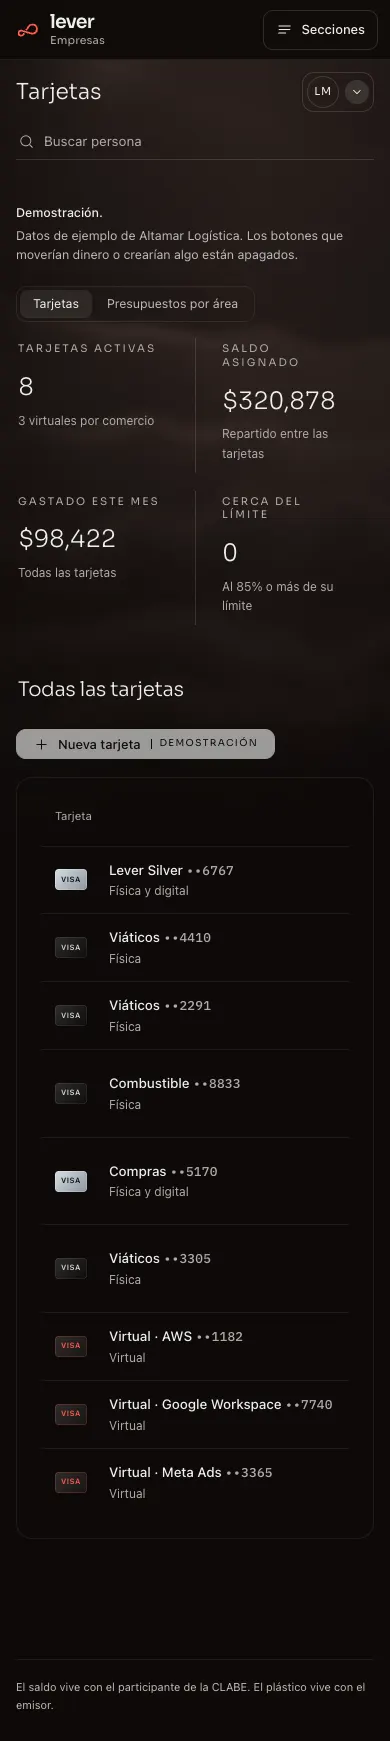 lever
Empresas
Secciones
Tarjetas
LM
Buscar persona
Demostración.
Datos de ejemplo de Altamar Logística. Los botones que
moverían dinero o crearían algo están apagados.
Tarjetas
Presupuestos por área
TARJETAS ACTIVAS
8
3 virtuales por comercio
SALDO
ASIGNADO
$320,878
Repartido entre las
tarjetas
GASTADO ESTE MES
$98,422
Todas las tarjetas
CERCA DEL
LÍMITE
0
Al 85% o más de su
límite
Todas las tarjetas
Nueva tarjeta | DEMOSTRACIÓN
Tarjeta
VISA
Lever Silver ••6767
Física y digital
VISA
Viáticos ••4410
Física
VISA
Viáticos ••2291
Física
VISA
Combustible ••8833
Física
VISA
Compras ••5170
Física y digital
VISA
Viáticos ••3305
Física
VISA
Virtual · AWS ••1182
Virtual
VISA
Virtual · Google Workspace ••7740
Virtual
VISA
Virtual · Meta Ads ••3365
Virtual
El saldo vive con el participante de la CLABE. El plástico vive con el
emisor.